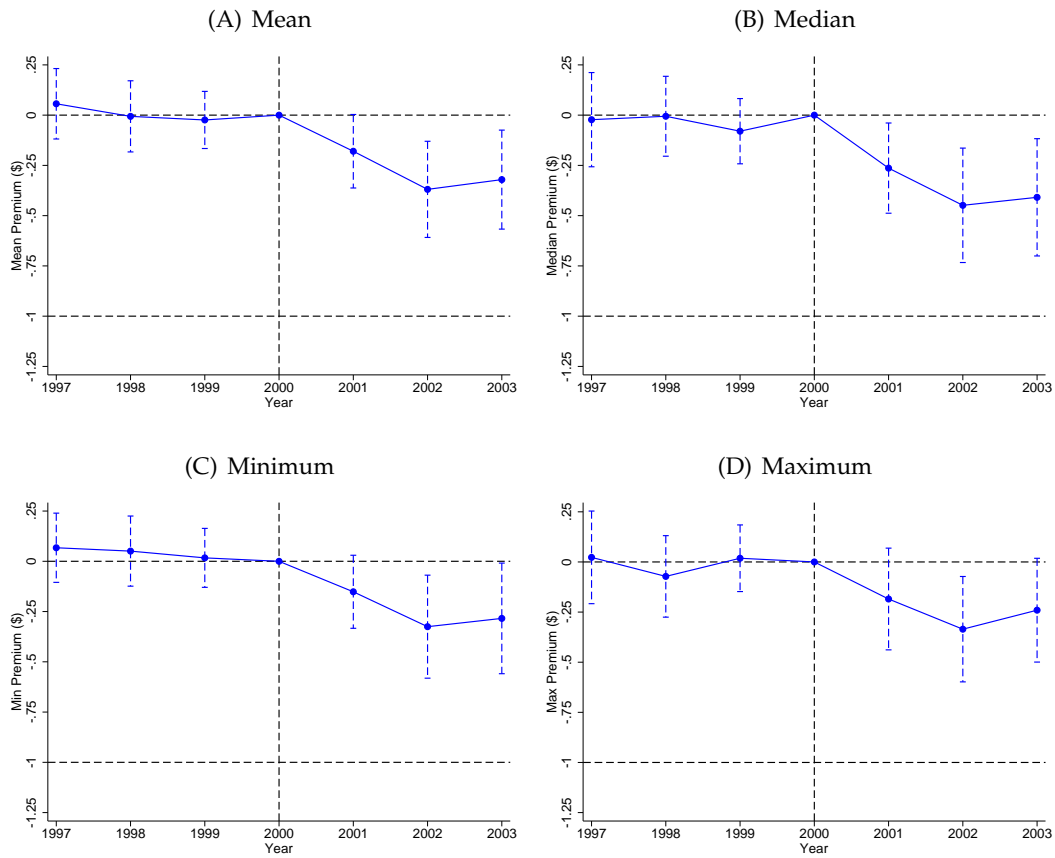 (A) Mean
Mean Premium ($)
.25
0
-.25
-.5
-.75
-1
-1.25
1997 1998 1999 2000 2001 2002 2003
Year
(B) Median
Median Premium ($)
.25
0
-.25
-.5
-.75
-1
-1.25
1997 1998 1999 2000 2001 2002 2003
Year
(C) Minimum
Min Premium ($)
.25
0
-.25
-.5
-.75
-1
-1.25
1997 1998 1999 2000 2001 2002 2003
Year
(D) Maximum
Max Premium ($)
.25
0
-.25
-.5
-.75
-1
-1.25
1997 1998 1999 2000 2001 2002 2003
Year